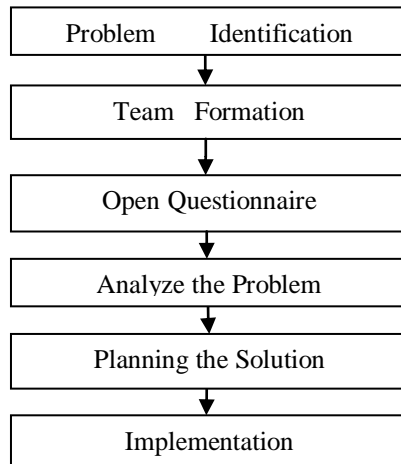 Problem Identification
Team Formation
Open Questionnaire
Analyze the Problem
Planning the Solution
Implementation